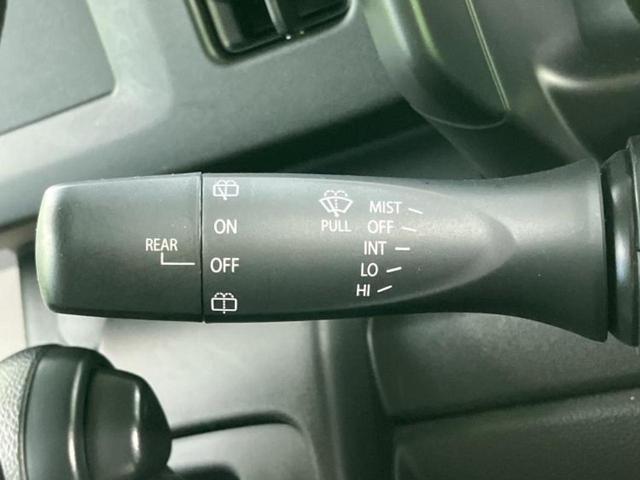 REAR
ON
OFF
PULL
MIST
OFF
INT
LO
HI